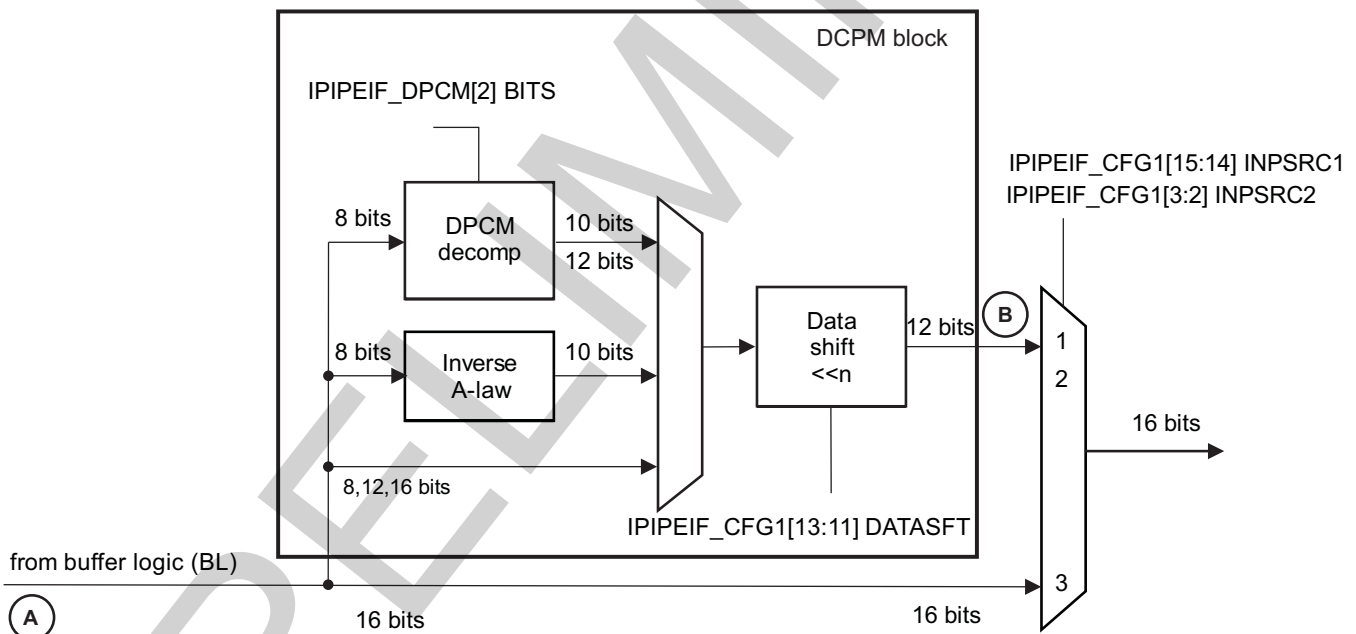 DCPM block
IPIPEIF_DPCM[2] BITS
IPIPEIF_CFG1[15:14] INPSRC1
IPIPEIF_CFG1[3:2] INPSRC2
8 bits
DPCM
decomp
10 bits
12 bits
8 bits
Inverse
A-law
10 bits
8,12,16 bits
Data
shift
<<n
12 bits
B
1
2
3
16 bits
IPIPEIF_CFG1[13:11] DATASFT
from buffer logic (BL)
A
16 bits
16 bits
PRELIMI